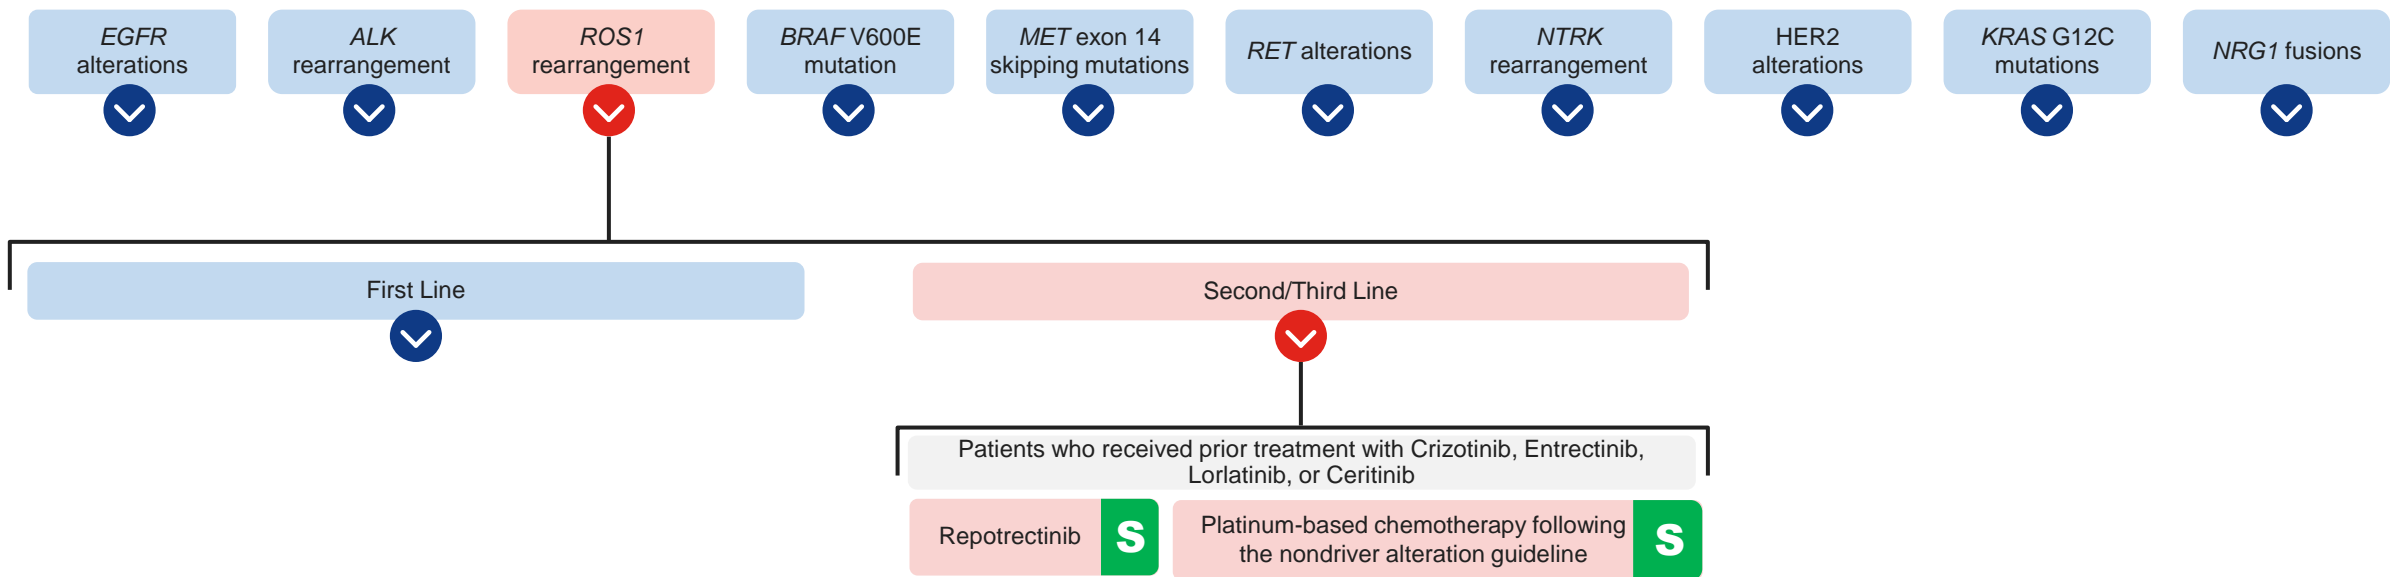 EGFR
alterations
ALK
rearrangement
ROS1
rearrangement
BRAF V600E
mutation
MET exon 14
skipping mutations
RET alterations
NTRK
rearrangement
HER2
alterations
KRAS G12C
mutations
NRG1 fusions
First Line
Second/Third Line
Patients who received prior treatment with Crizotinib, Entrectinib,
Lorlatinib, or Ceritinib
Repotrectinib
S
Platinum-based chemotherapy following
the nondriver alteration guideline
S